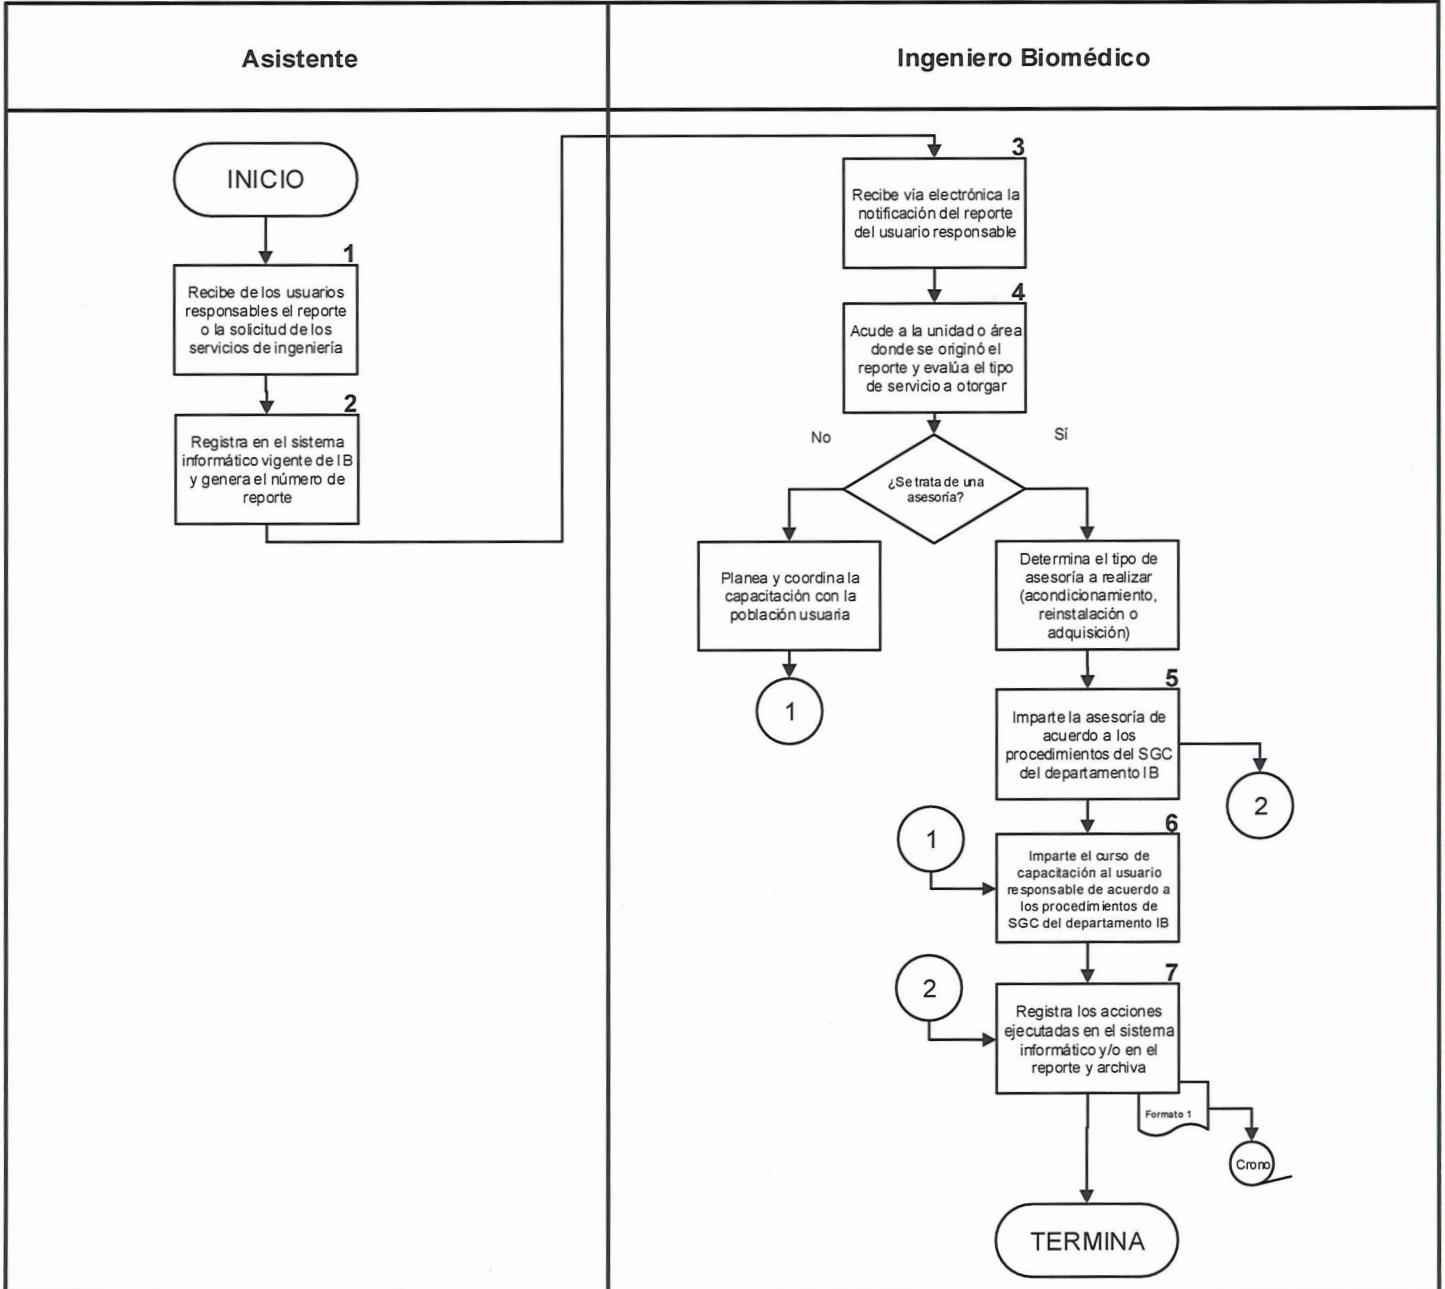 Asistente
Ingeniero Biomédico
INICIO
1
Recibe de los usuarios
responsables el reporte
o la solicitud de los
servicios de ingeniería
2
Registra en el sistema
informático vigente de IB
y genera el número de
reporte
3
Recibe vía electrónica la
notificación del reporte
del usuario responsable
4
Acude a la unidad o área
donde se originó el
reporte y evalúa el tipo
de servicio a otorgar
No
Sí
¿Se trata de una
asesoría?
Planea y coordina la
capacitación con la
población usuaria
1
Determina el tipo de
asesoría a realizar
(acondicionamiento,
reinstalación o
adquisición)
5
Imparte la asesoría de
acuerdo a los
procedimientos del SGC
del departamento IB
2
1
6
Imparte el curso de
capacitación al usuario
responsable de acuerdo a
los procedimientos de
SGC del departamento IB
2
7
Registra los acciones
ejecutadas en el sistema
informático y/o en el
reporte y archiva
Formato 1
Crono
TERMINA